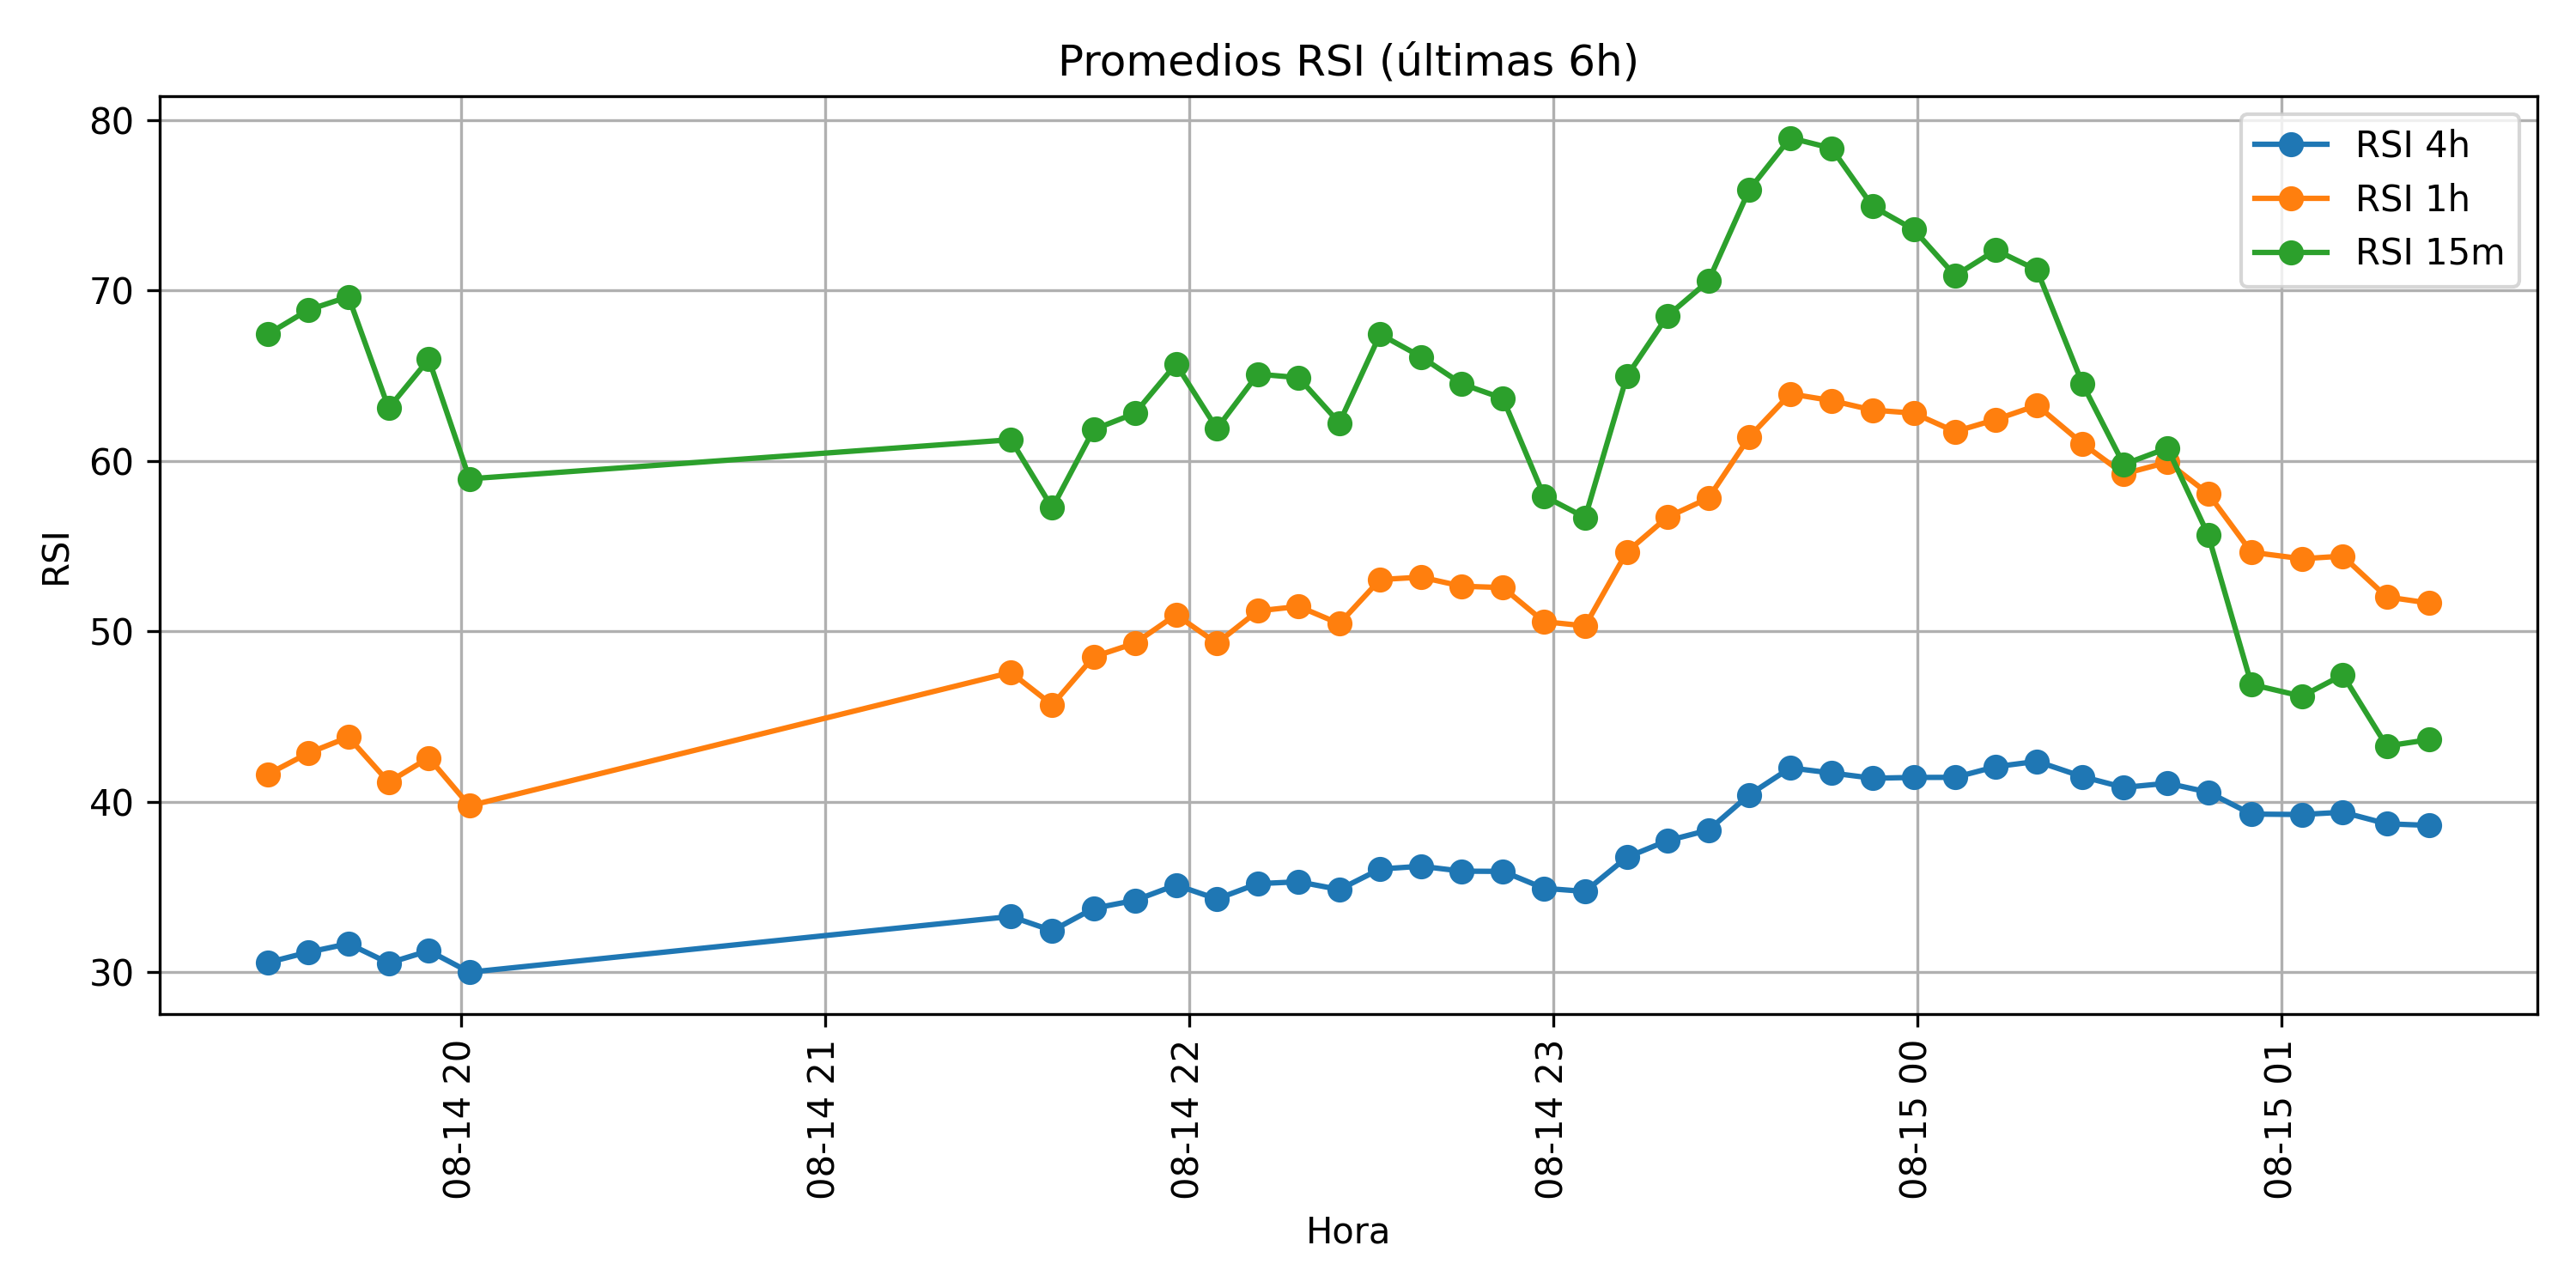 Promedios RSI (últimas 6h)
RSI 4h
RSI 1h
RSI 15m
RSI
80
70
60
50
40
30
08-14 20
08-14 21
08-14 22
08-14 23
08-15 00
08-15 01
Hora